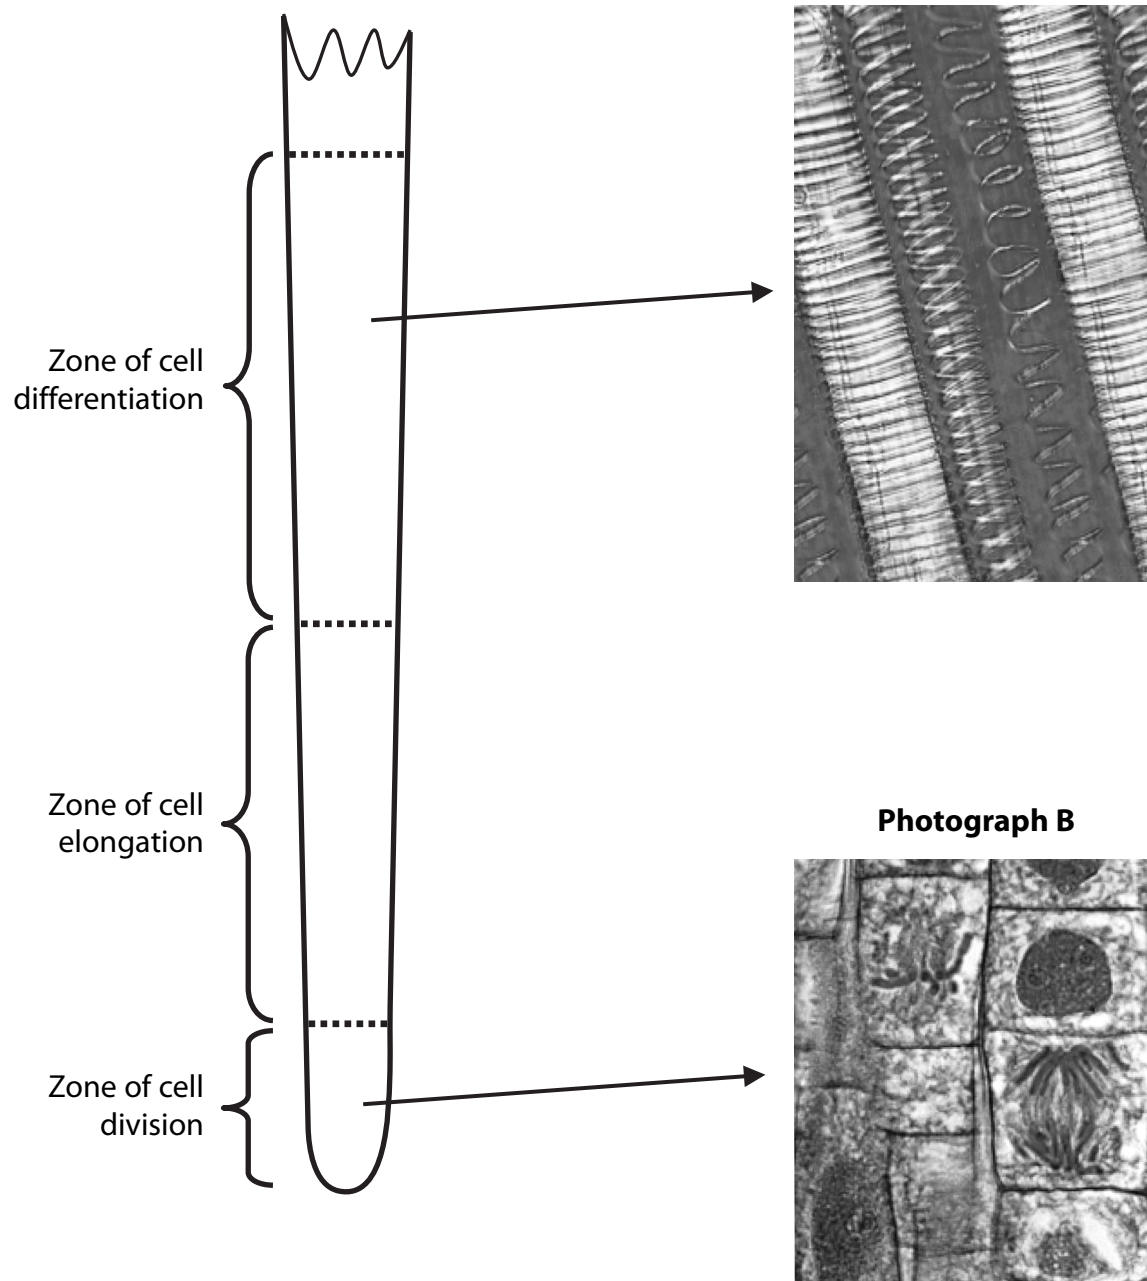 Zone of cell
differentiation
Zone of cell
elongation
Photograph B
Zone of cell
division